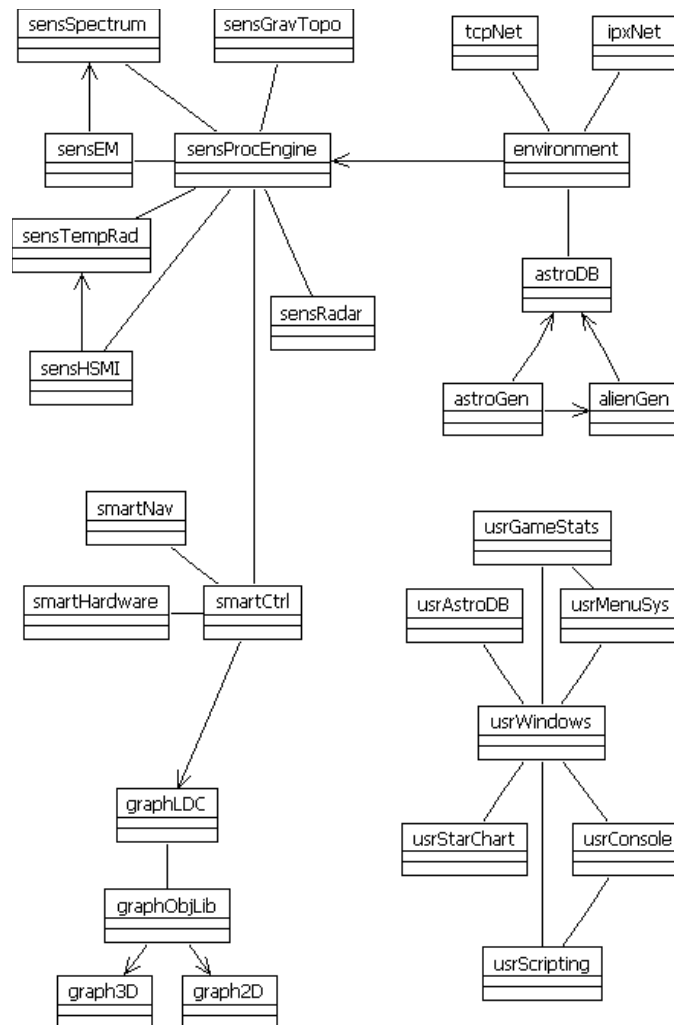 sensSpectrum
sensGravTopo
tcpNet
ipxNet
sensEM
sensProcEngine
environment
sensTempRad
astroDB
sensRadar
sensHSMI
astroGen
alienGen
smartNav
usrGameStats
smartHardware
smartCtrl
usrAstroDB
usrMenuSys
usrWindows
graphLDC
usrStarChart
usrConsole
graphObjLib
usrScripting
graph3D
graph2D